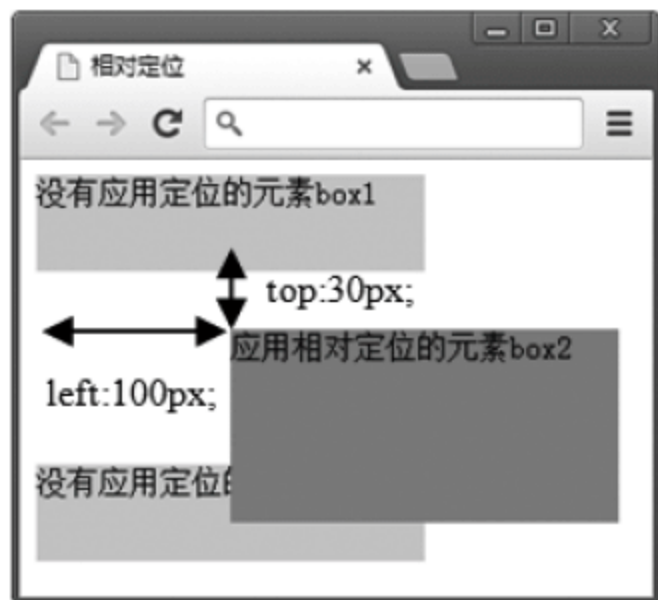 相对定位
没有应用定位的元素box1
top:30px;
应用相对定位的元素box2
left:100px;
没有应用定位